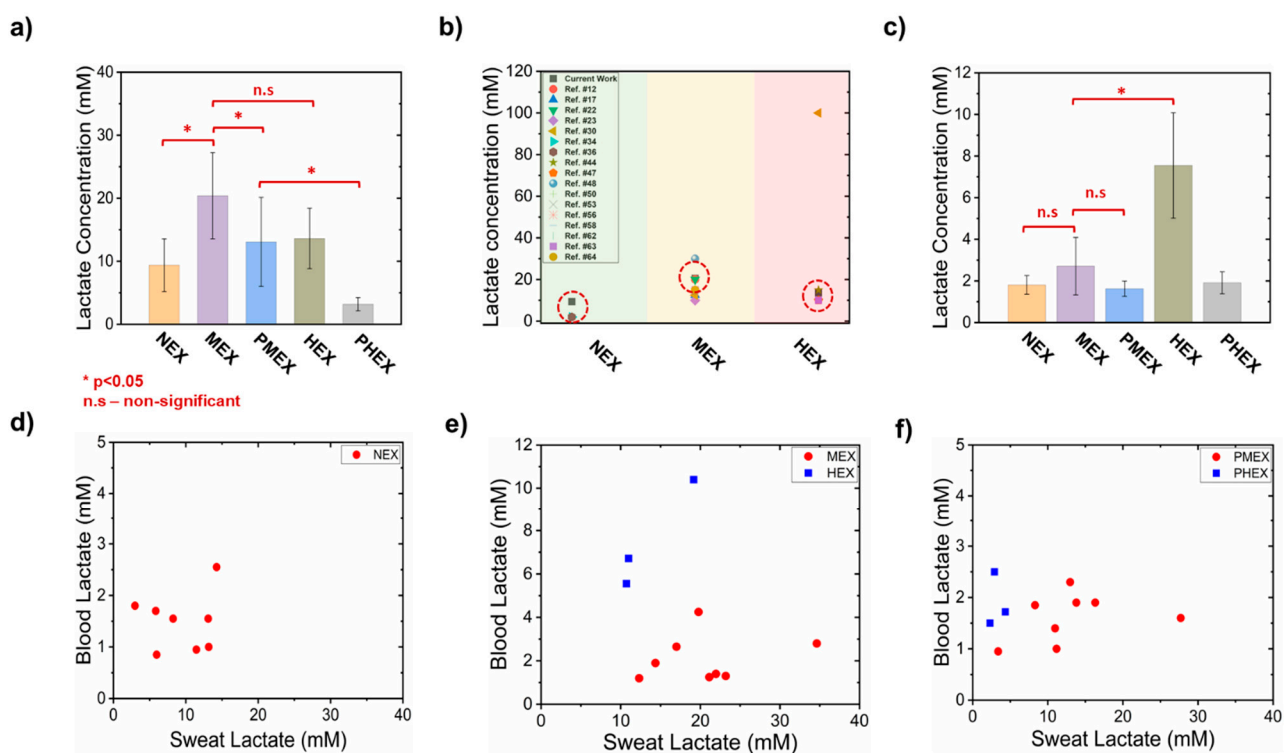 a)
Lactate Concentration (mM)
40
30
20
10
0
n.s
*
*
*
NEX
MEX
PMEX
HEX
PHEX
* p<0.05
n.s – non-significant
b)
Lactate concentration (mM)
120
100
80
60
40
20
0
Current Work
Ref. #12
Ref. #17
Ref. #22
Ref. #23
Ref. #30
Ref. #34
Ref. #36
Ref. #44
Ref. #47
Ref. #48
Ref. #50
Ref. #53
Ref. #56
Ref. #58
Ref. #62
Ref. #63
Ref. #64
NEX
MEX
HEX
c)
Lactate Concentration (mM)
12
10
8
6
4
2
0
*
n.s
n.s
NEX
MEX
PMEX
HEX
PHEX
d)
Blood Lactate (mM)
5
4
3
2
1
0
NEX
0 10 20 30 40
Sweat Lactate (mM)
e)
Blood Lactate (mM)
12
10
8
6
4
2
0
MEX
HEX
0 10 20 30 40
Sweat Lactate (mM)
f)
Blood Lactate (mM)
5
4
3
2
1
0
PMEX
PHEX
0 10 20 30 40
Sweat Lactate (mM)